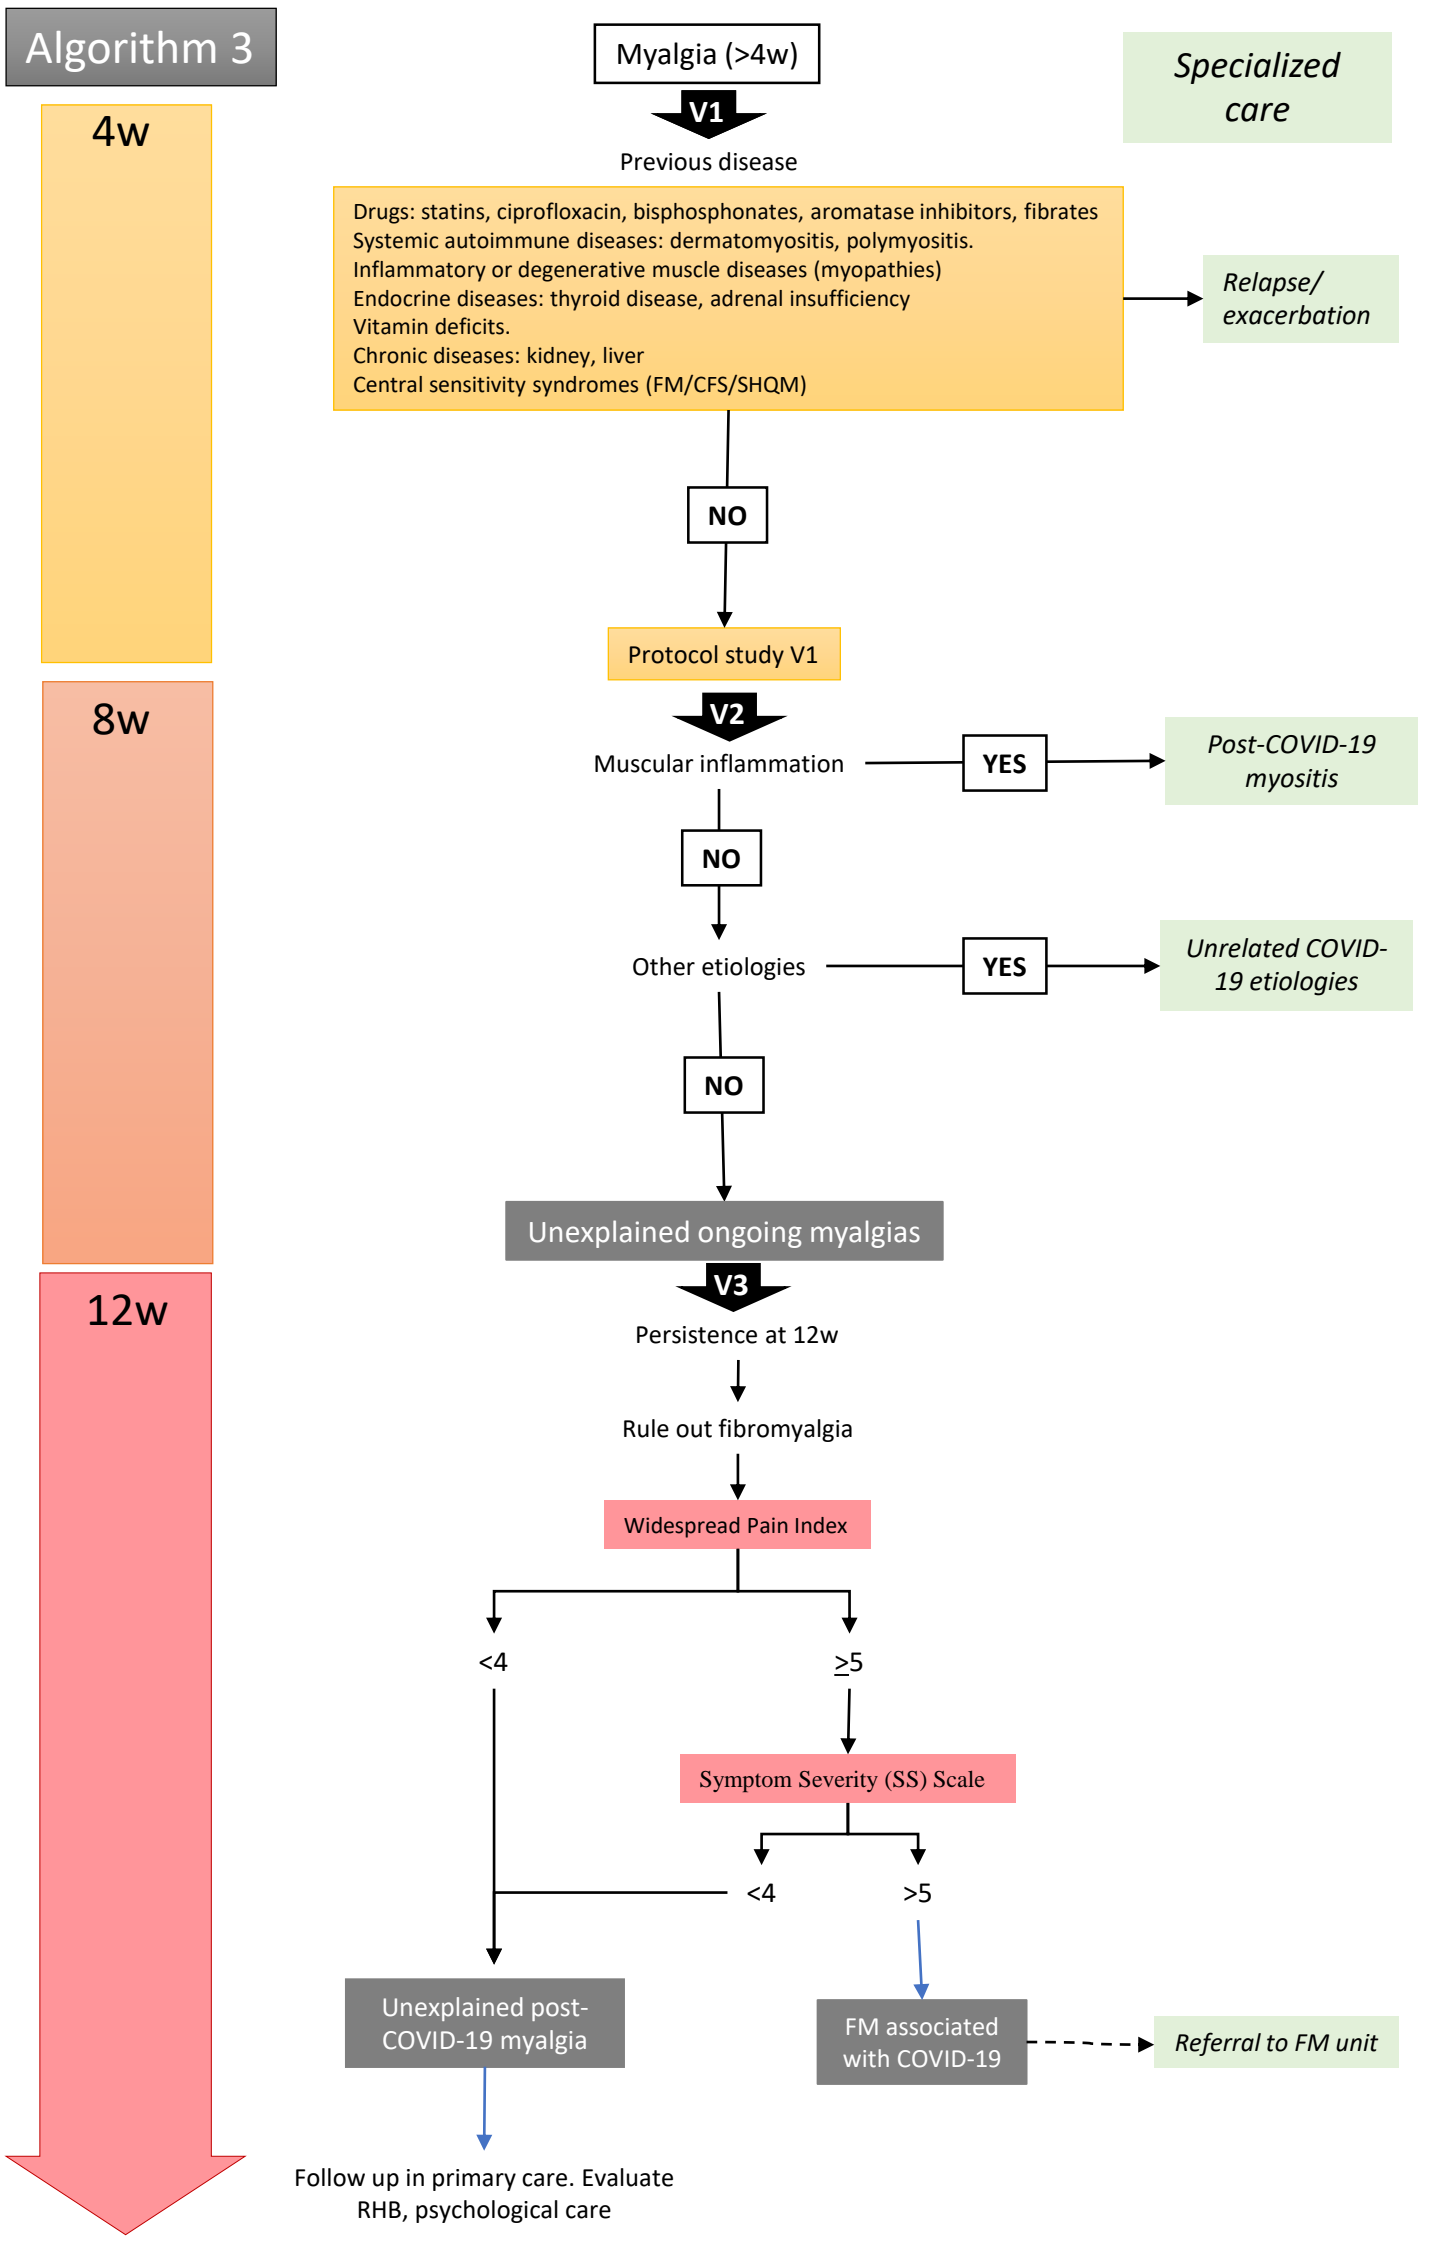 Algorithm 3
Myalgia (>4w)
Specialized
care
4w
V1
Previous disease
Drugs: statins, ciprofloxacin, bisphosphonates, aromatase inhibitors, fibrates
Systemic autoimmune diseases: dermatomyositis, polymyositis.
Inflammatory or degenerative muscle diseases (myopathies)
Endocrine diseases: thyroid disease, adrenal insufficiency
Vitamin deficits.
Chronic diseases: kidney, liver
Central sensitivity syndromes (FM/CFS/SHQM)
Relapse/
exacerbation
NO
Protocol study V1
8w
V2
Muscular inflammation
YES
Post-COVID-19
myositis
NO
Other etiologies
YES
Unrelated COVID-
19 etiologies
NO
Unexplained ongoing myalgias
12w
V3
Persistence at 12w
Rule out fibromyalgia
Widespread Pain Index
<4
≥5
Symptom Severity (SS) Scale
<4
>5
Unexplained post-
COVID-19 myalgia
FM associated
with COVID-19
Referral to FM unit
Follow up in primary care. Evaluate
RHB, psychological care